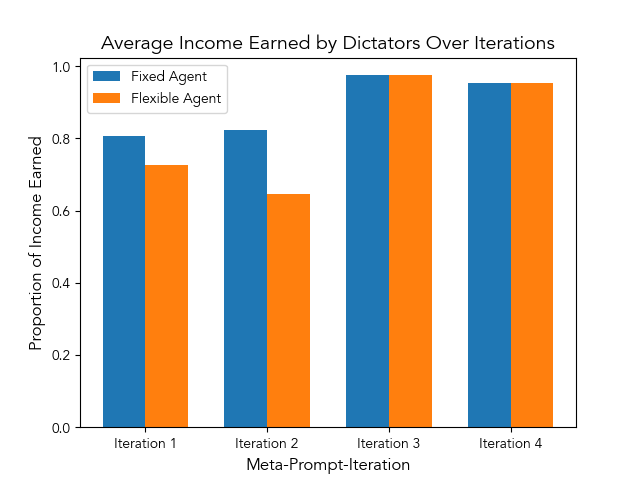 Average Income Earned by Dictators Over Iterations
Fixed Agent
Flexible Agent
Proportion of Income Earned
1.0
0.8
0.6
0.4
0.2
0.0
Iteration 1
Iteration 2
Iteration 3
Iteration 4
Meta-Prompt-Iteration